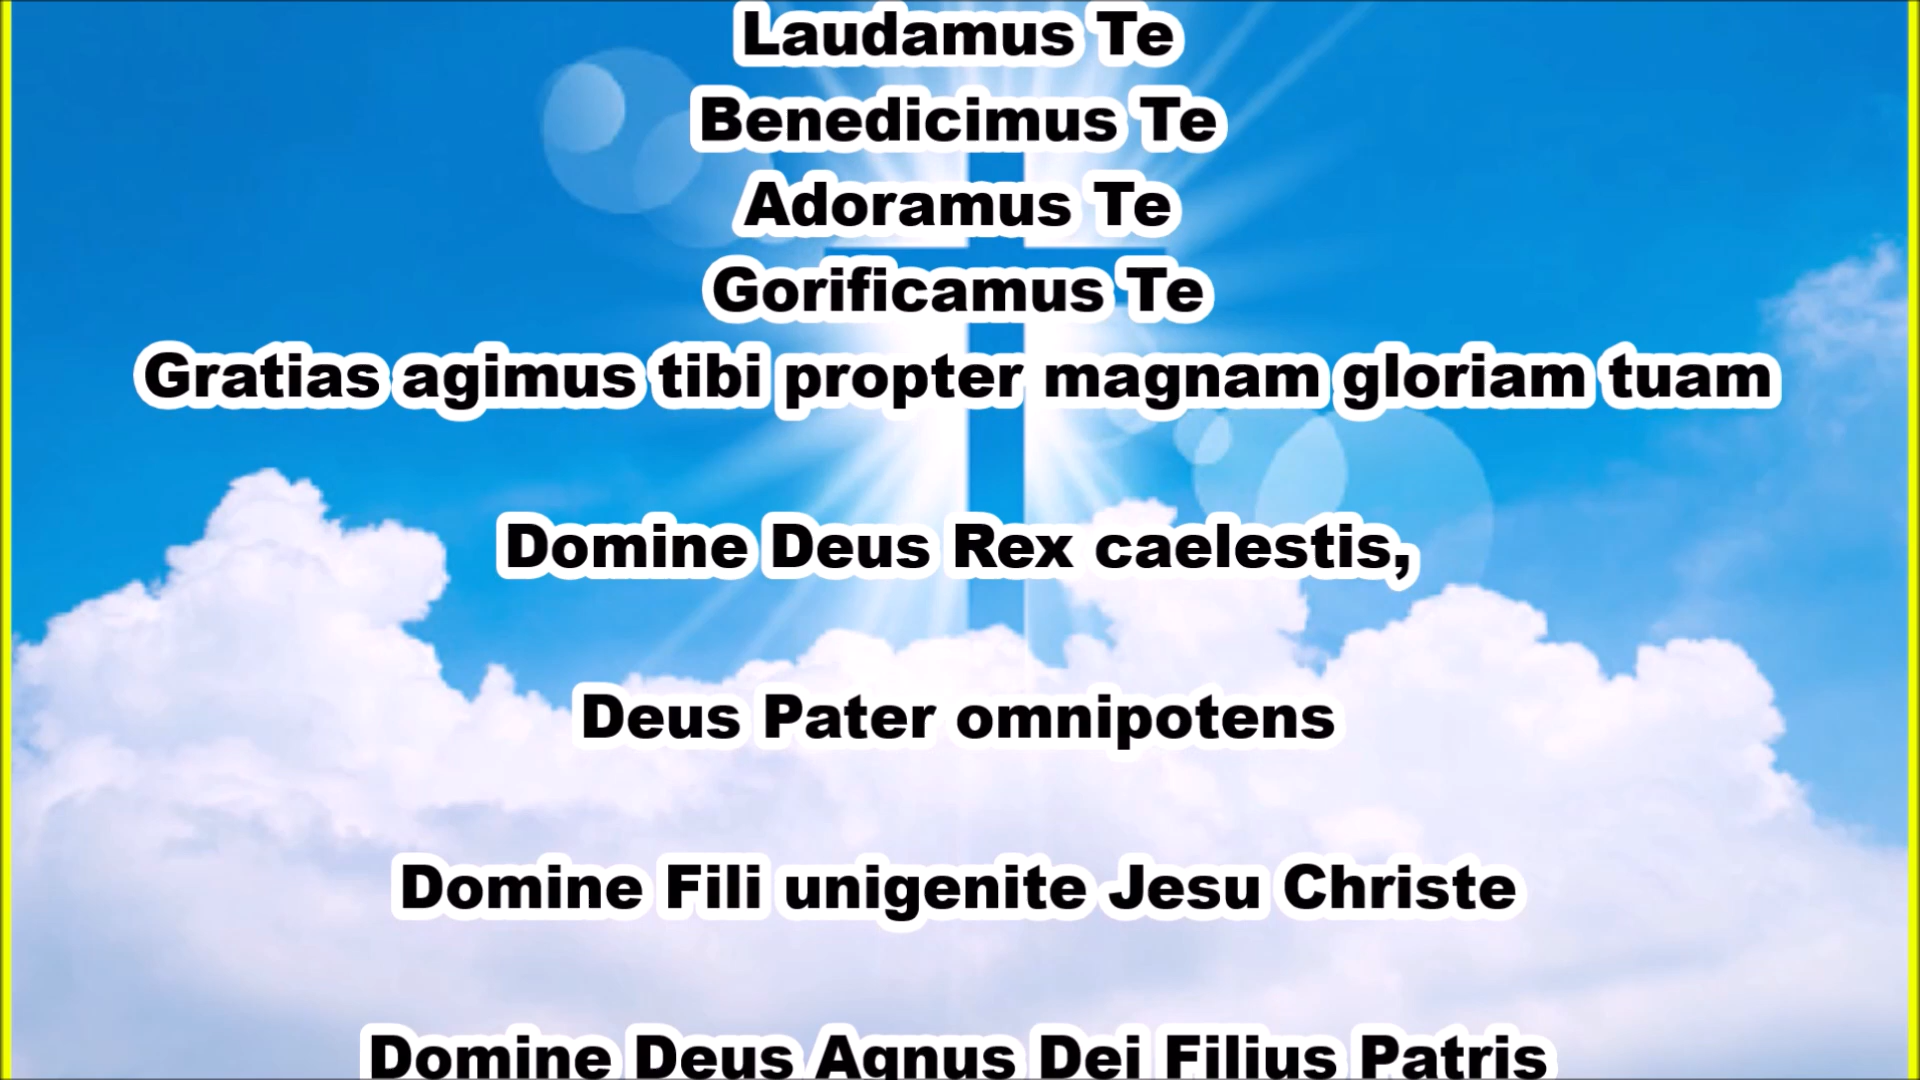 Laudamus Te
Benedicimus Te
Adoramus Te
Gorificamus Te
Gratias agimus tibi propter magnam gloriam tuam
Domine Deus Rex caelestis,
Deus Pater omnipotens
Domine Fili unigenite Jesu Christe
Domine Deus Agnus Dei Filius Patris